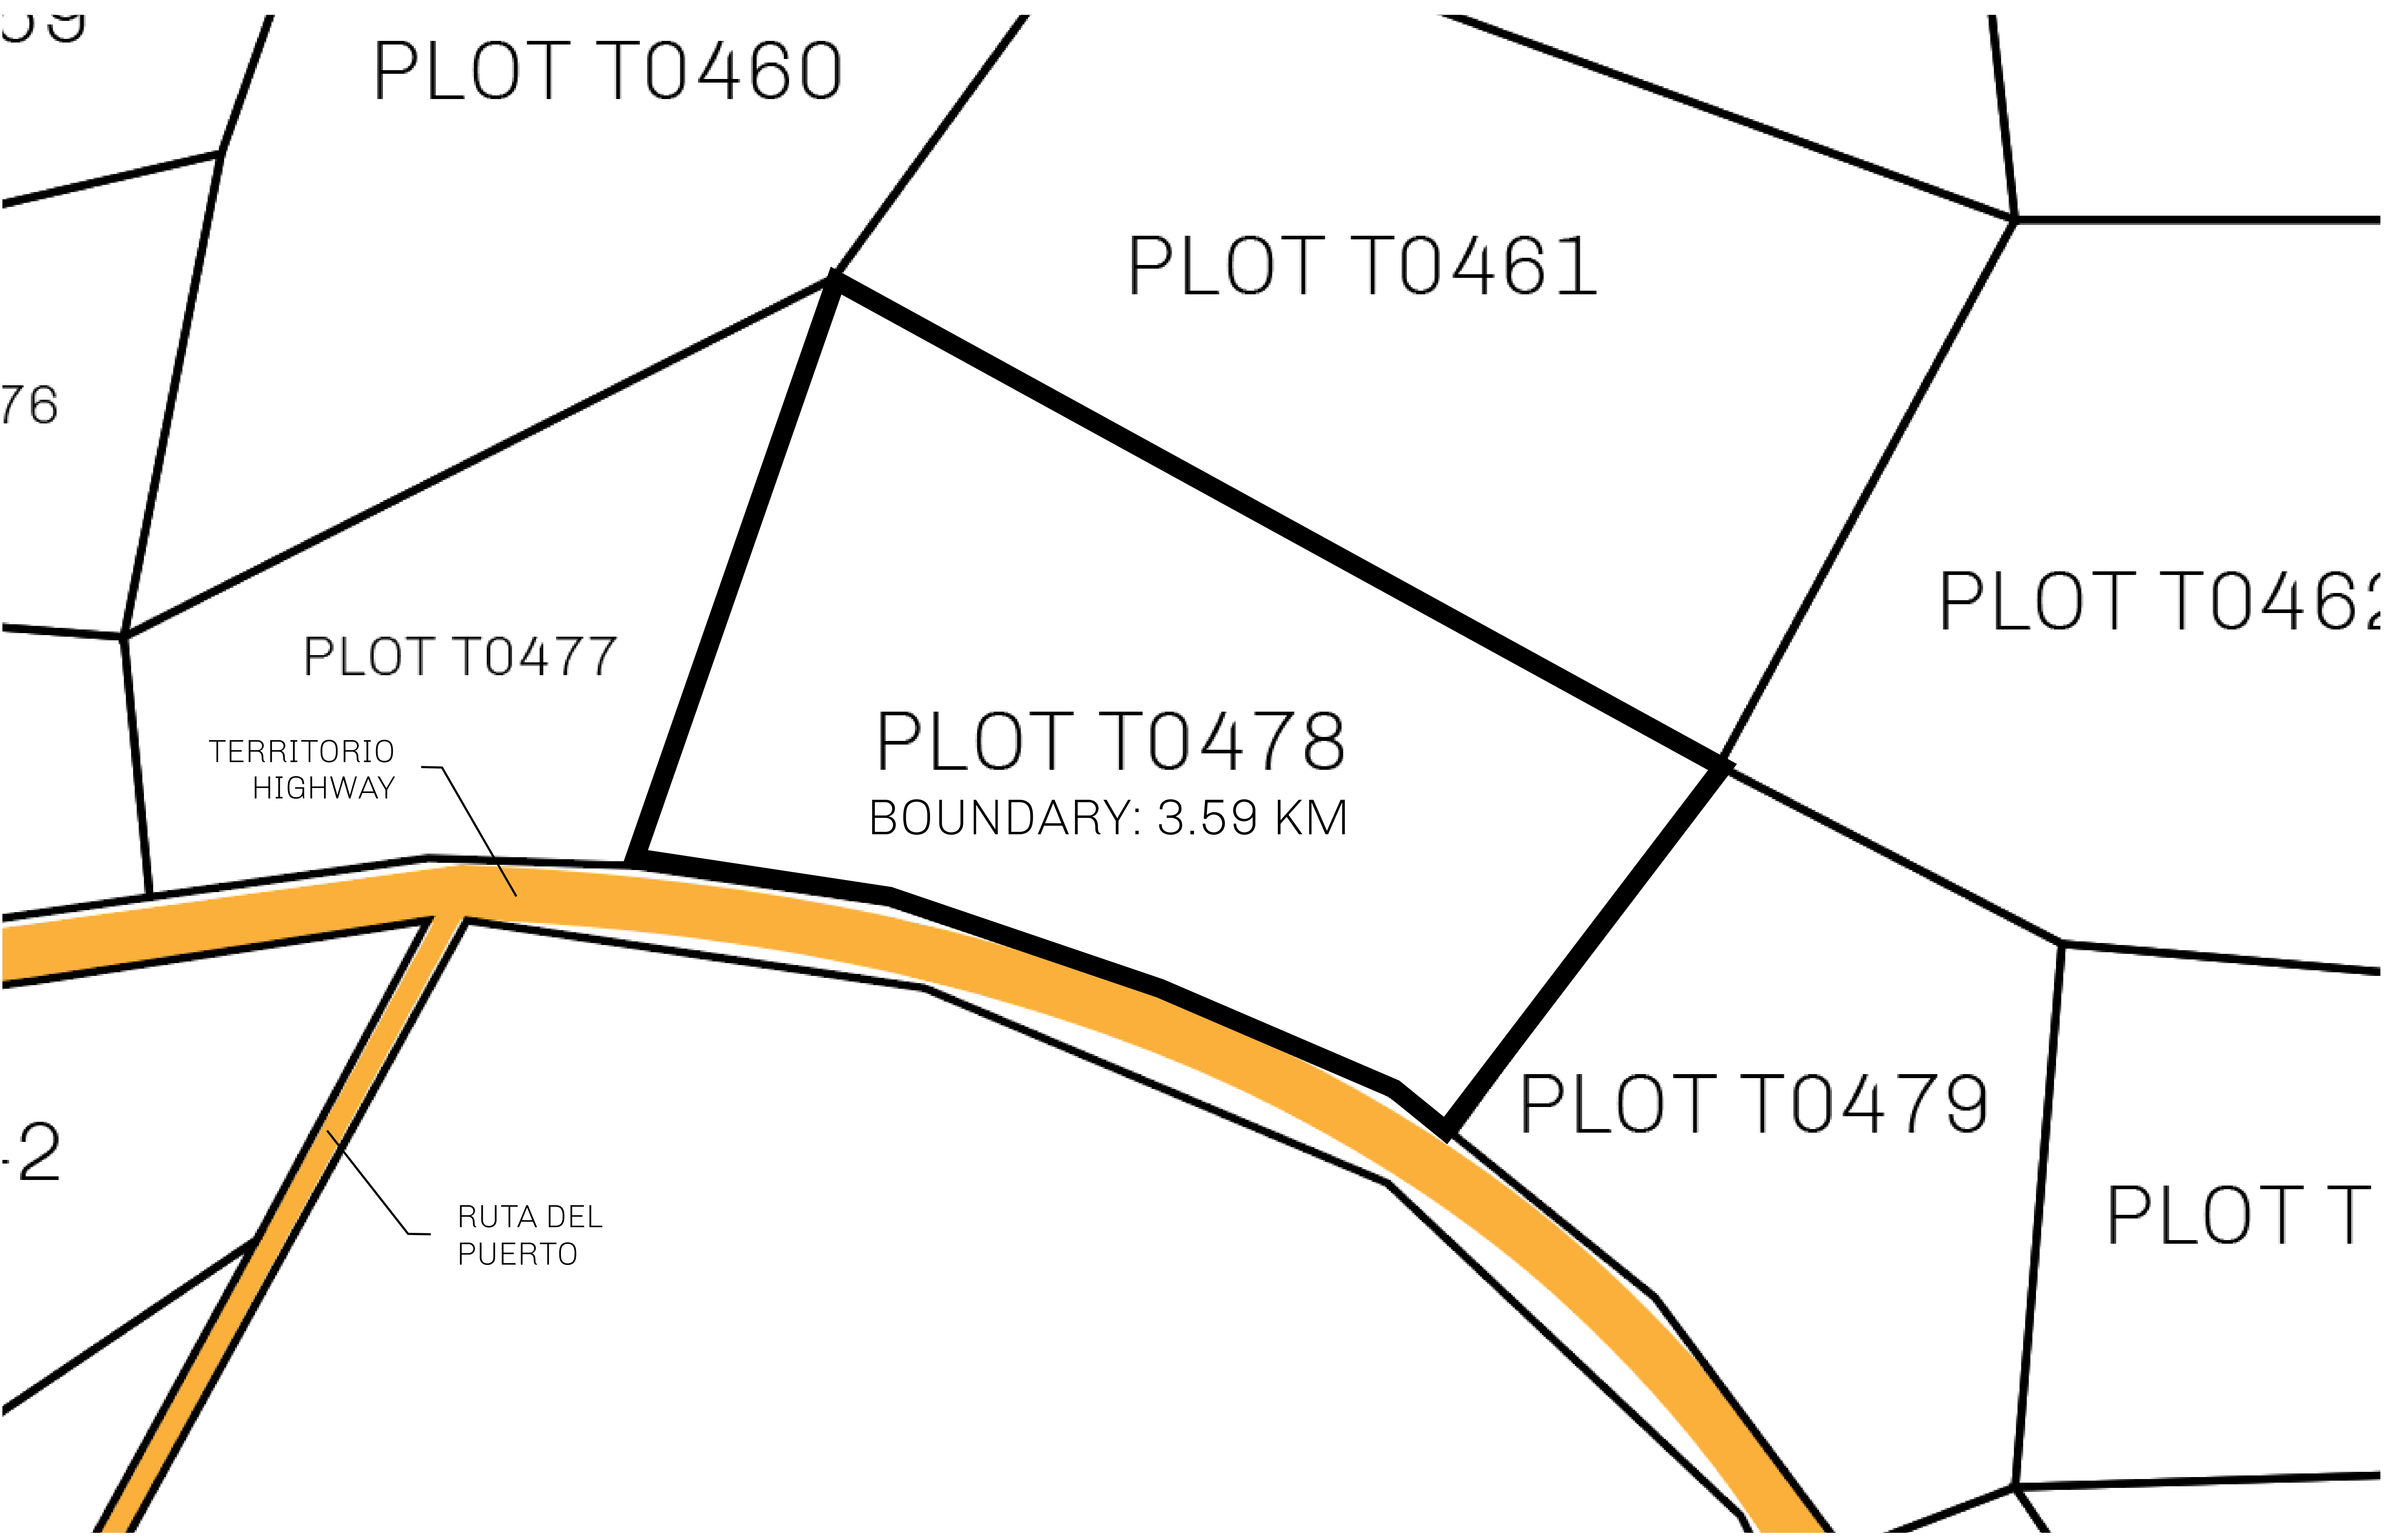 59
PLOT T0460
PLOT T0461
76
PLOT T0462
PLOT T0477
PLOT T0478
BOUNDARY: 3.59 KM
TERRITORIO
HIGHWAY
PLOT T0479
-2
PLOT T
RUTA DEL
PUERTO